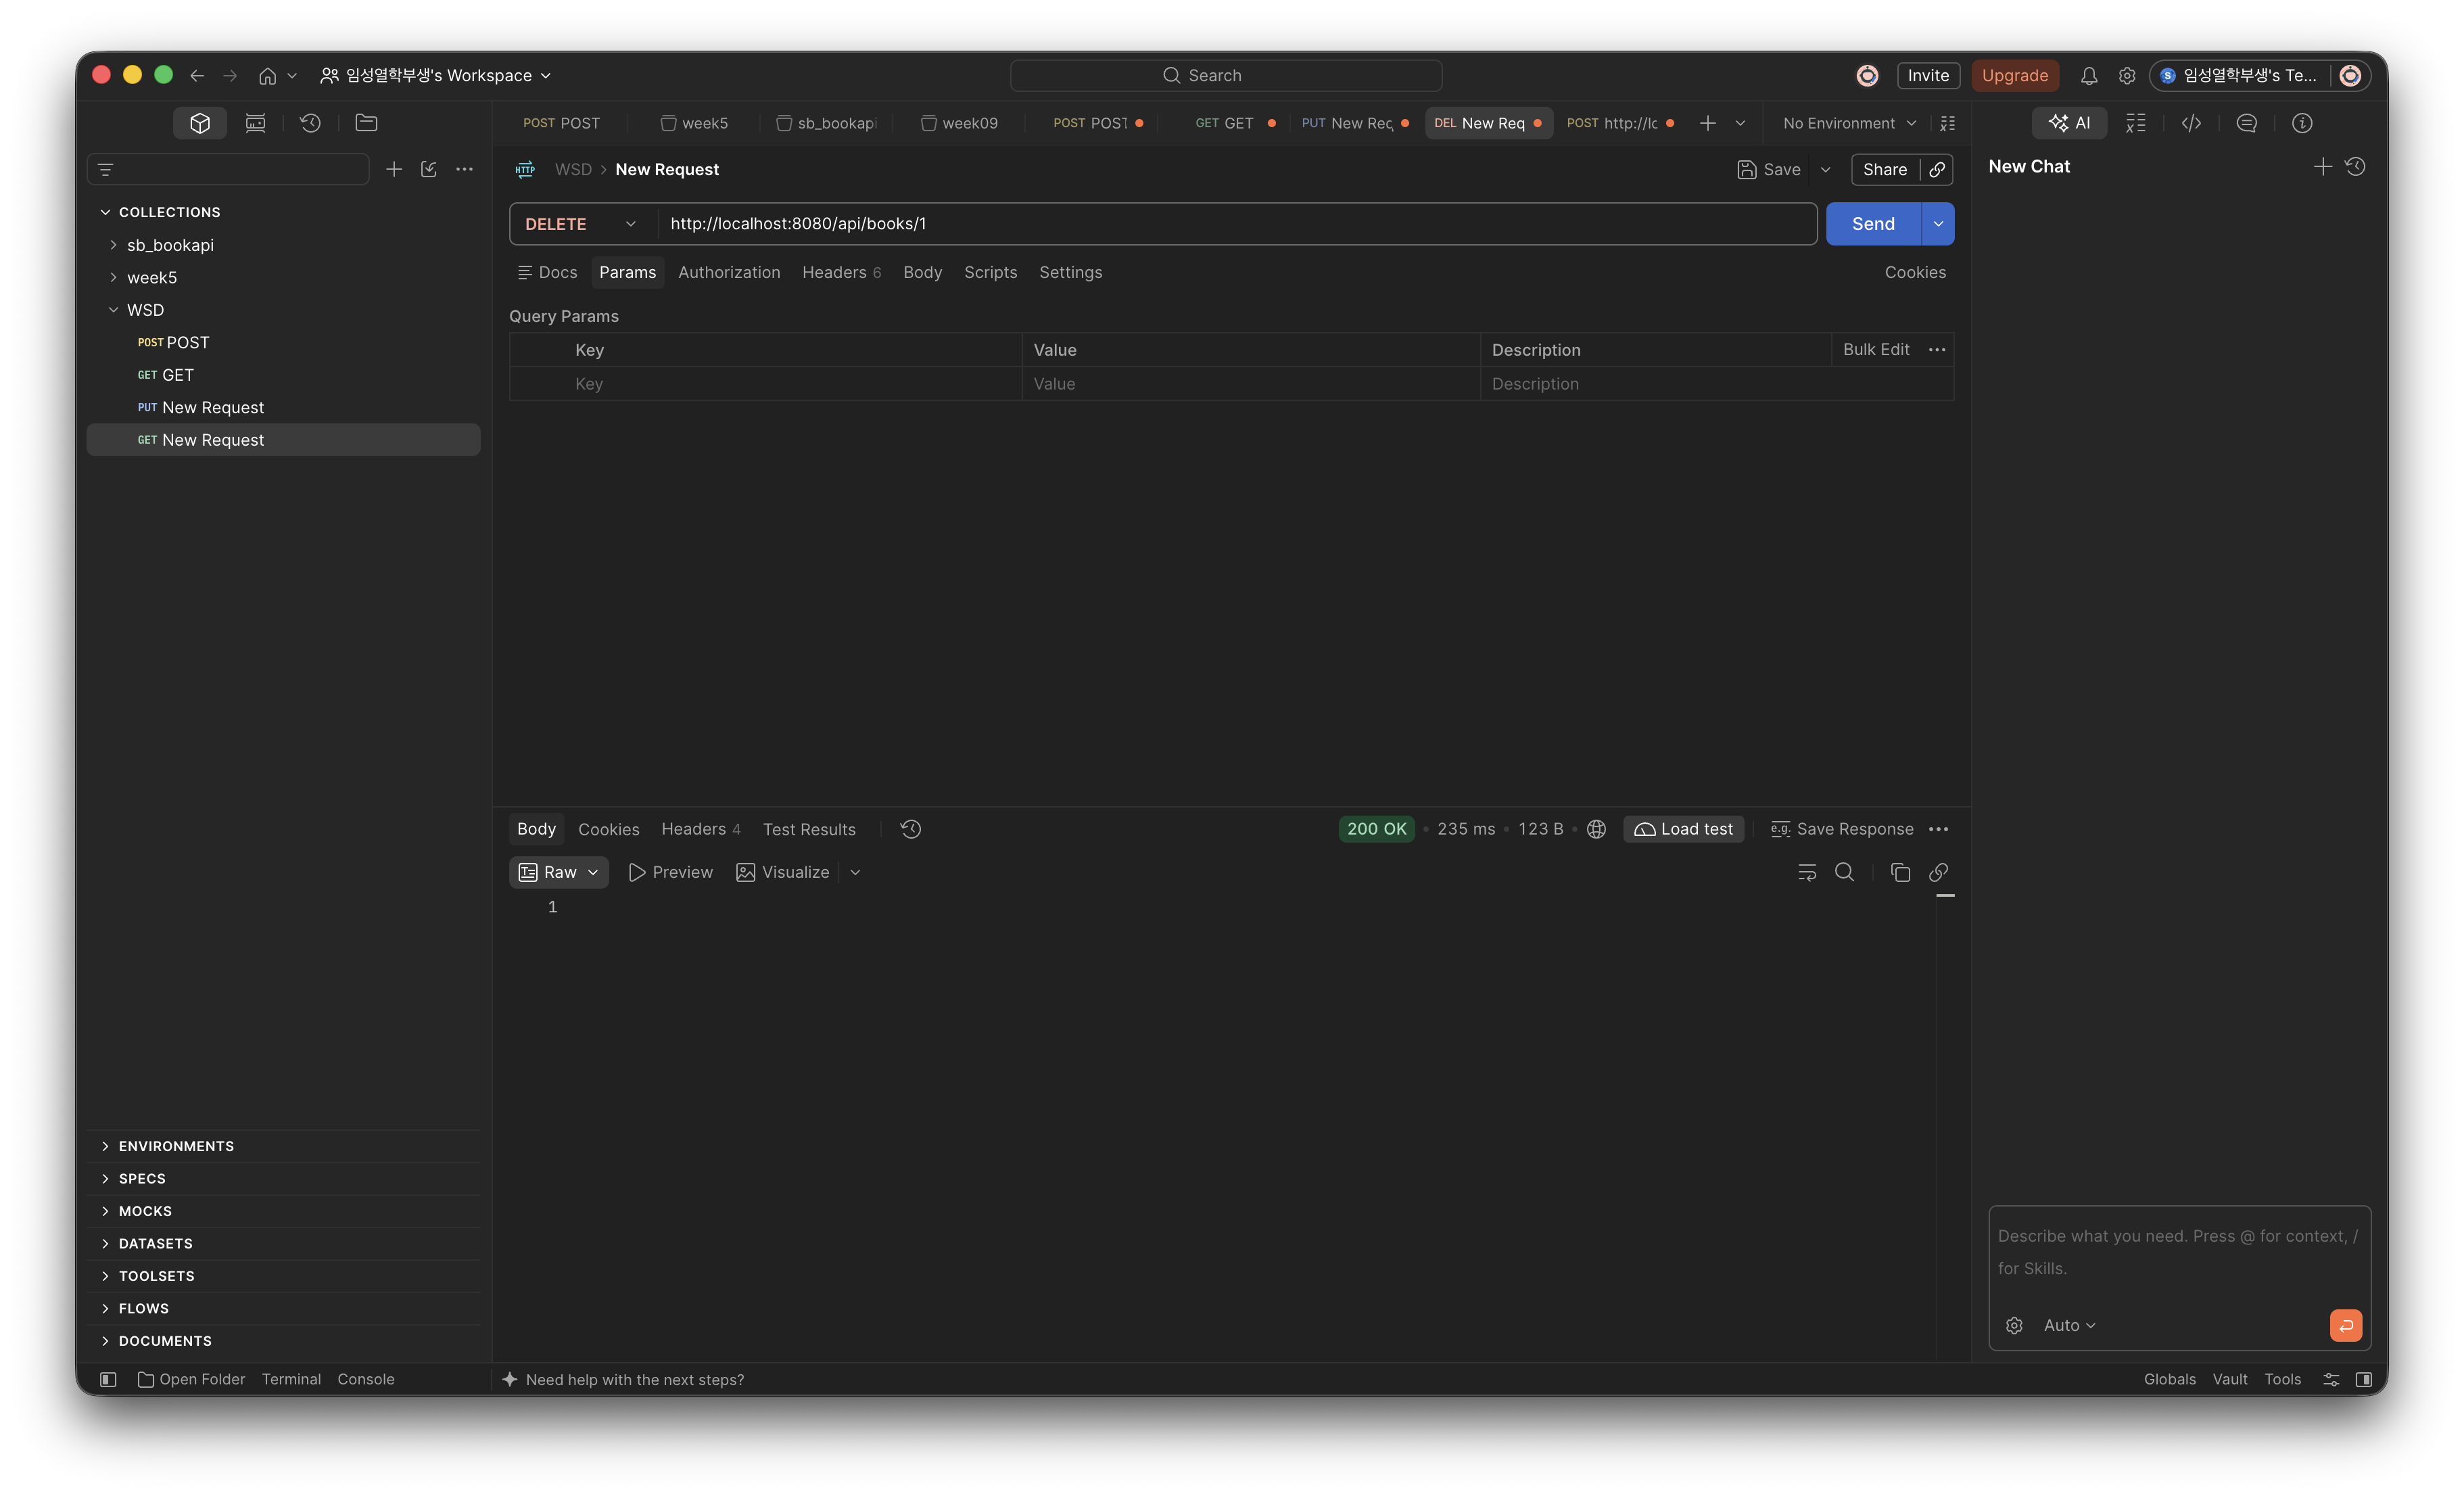 임성열학부생's Workspace
Search
Invite
Upgrade
S
임성열학부생's Te...
POST POST
week5
sb_bookapi
week09
POST POST
GET GET
PUT New Req
DEL New Req
POST http://lc
No Environment
AI
HTTP
WSD > New Request
Save
Share
New Chat
COLLECTIONS
sb_bookapi
week5
WSD
POST POST
GET GET
PUT New Request
GET New Request
DELETE
http://localhost:8080/api/books/1
Send
Docs
Params
Authorization
Headers 6
Body
Scripts
Settings
Cookies
Query Params
Key
Value
Description
Bulk Edit
Key
Value
Description
Body
Cookies
Headers 4
Test Results
200 OK
235 ms
123 B
Load test
e.g. Save Response
Raw
Preview
Visualize
1
ENVIRONMENTS
SPECS
MOCKS
DATASETS
TOOLSETS
FLOWS
DOCUMENTS
Describe what you need. Press @ for context, /
for Skills.
Auto
Open Folder
Terminal
Console
Need help with the next steps?
Globals
Vault
Tools